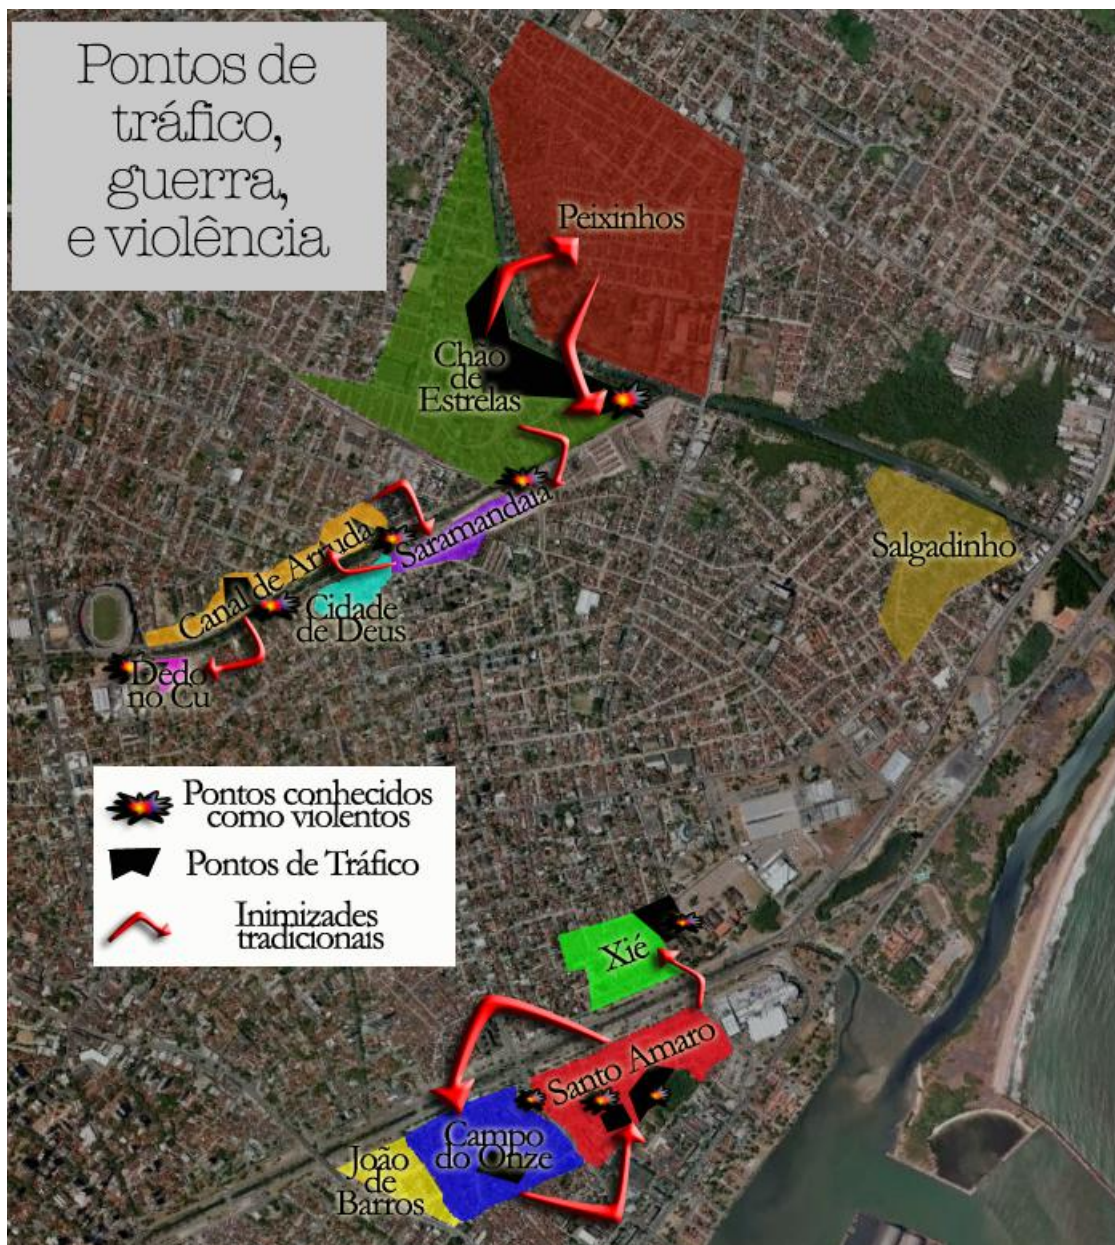 Pontos de
tráfico,
guerra,
e violência
Peixinhos
Chão
de
Estrelas
Saramandaia
Canal de Arruda
Salgadinho
Cidade
de Deus
Dedo
no Cu
Pontos conhecidos
como violentos
Pontos de Tráfico
Inimizades
tradicionais
Xié
Santo Amaro
Campo
do Onze
João
de
Barros